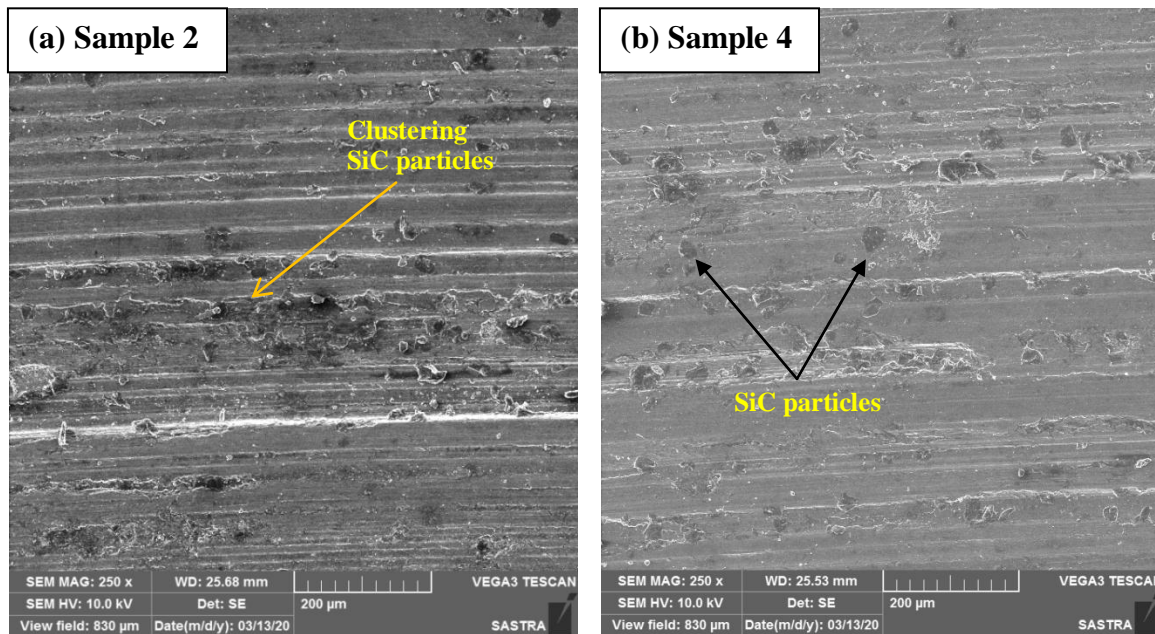 (a) Sample 2
Clustering
SiC particles
SEM MAG: 250 x
WD: 25.68 mm
VEGA3 TESCAN
SEM HV: 10.0 kV
Det: SE
200 µm
View field: 830 µm
Date(m/d/y): 03/13/20
SASTRA
(b) Sample 4
SiC particles
SEM MAG: 250 x
WD: 25.53 mm
VEGA3 TESCAN
SEM HV: 10.0 kV
Det: SE
200 µm
View field: 830 µm
Date(m/d/y): 03/13/20
SASTRA